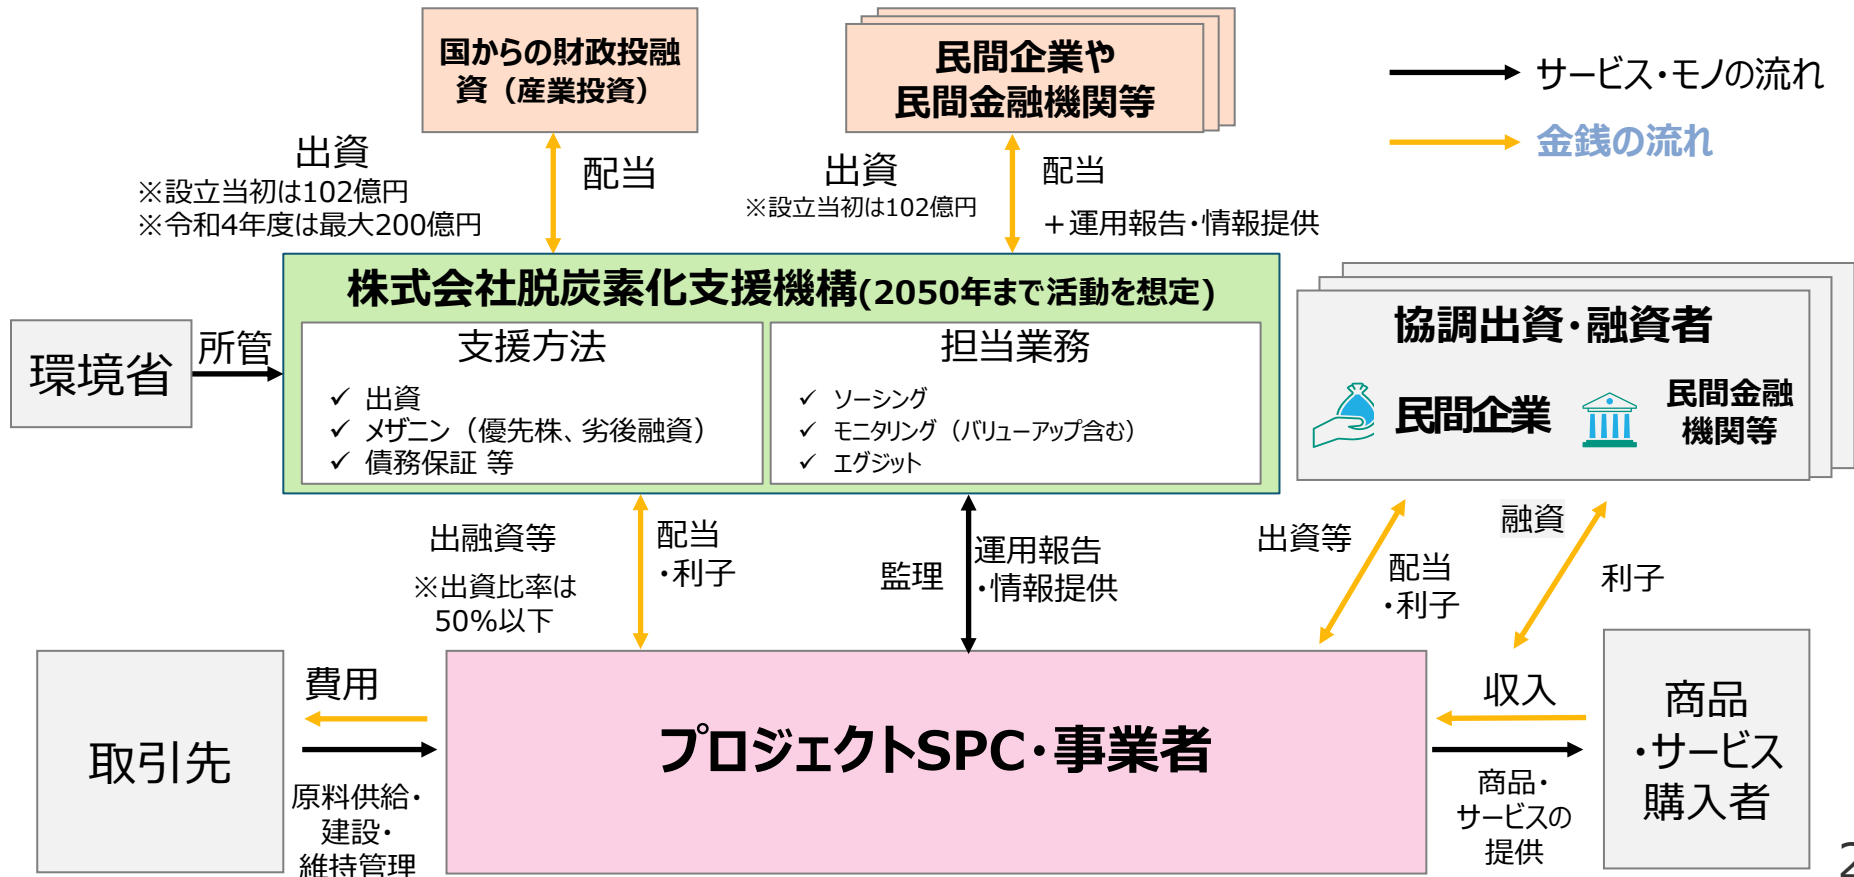 国からの財政投融
資（産業投資）
民間企業や
民間金融機関等
サービス・モノの流れ
金銭の流れ
出資
※設立当初は102億円
※令和4年度は最大200億円
配当
出資
※設立当初は102億円
配当
＋運用報告・情報提供
株式会社脱炭素化支援機構(2050年まで活動を想定)
環境省
所管
支援方法
✓ 出資
✓ メザニン（優先株、劣後融資）
✓ 債務保証 等
担当業務
✓ ソーシング
✓ モニタリング（バリューアップ含む）
✓ エグジット
協調出資・融資者
民間企業
民間金融
機関等
出融資等
※出資比率は
50%以下
配当
・利子
監理
運用報告
・情報提供
出資等
配当
・利子
融資
利子
取引先
費用
原料供給・
建設・
維持管理
プロジェクトSPC・事業者
収入
商品・
サービスの
提供
商品
・サービス
購入者
2